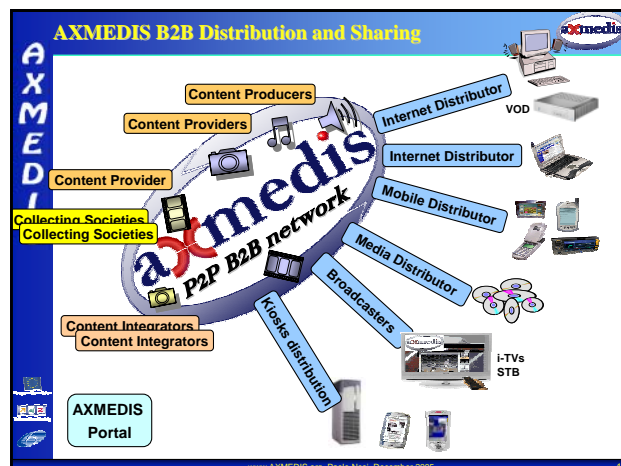 AXMEDIS B2B Distribution and Sharing
axmedis
AXMEDI
Content Producers
Content Providers
Content Provider
Collecting Societies
Collecting Societies
Content Integrators
Content Integrators
axmedis
P2P B2B network
Internet Distributor
VOD
Internet Distributor
Mobile Distributor
Media Distributor
Broadcasters
Kiosks distribution
i-TVs
STB
AXMEDIS
Portal